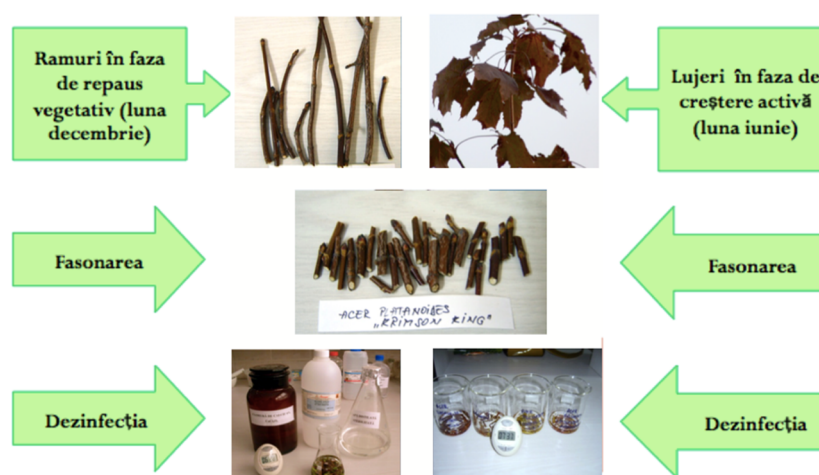 Ramuri în faza
de repaus
vegetativ (luna
decembrie)
Lujeri în faza de
creștere activă
(luna iunie)
Fasonarea
Fasonarea
ACER PLATANOIDES
„KRIMSON KING"
Dezinfecția
Dezinfecția